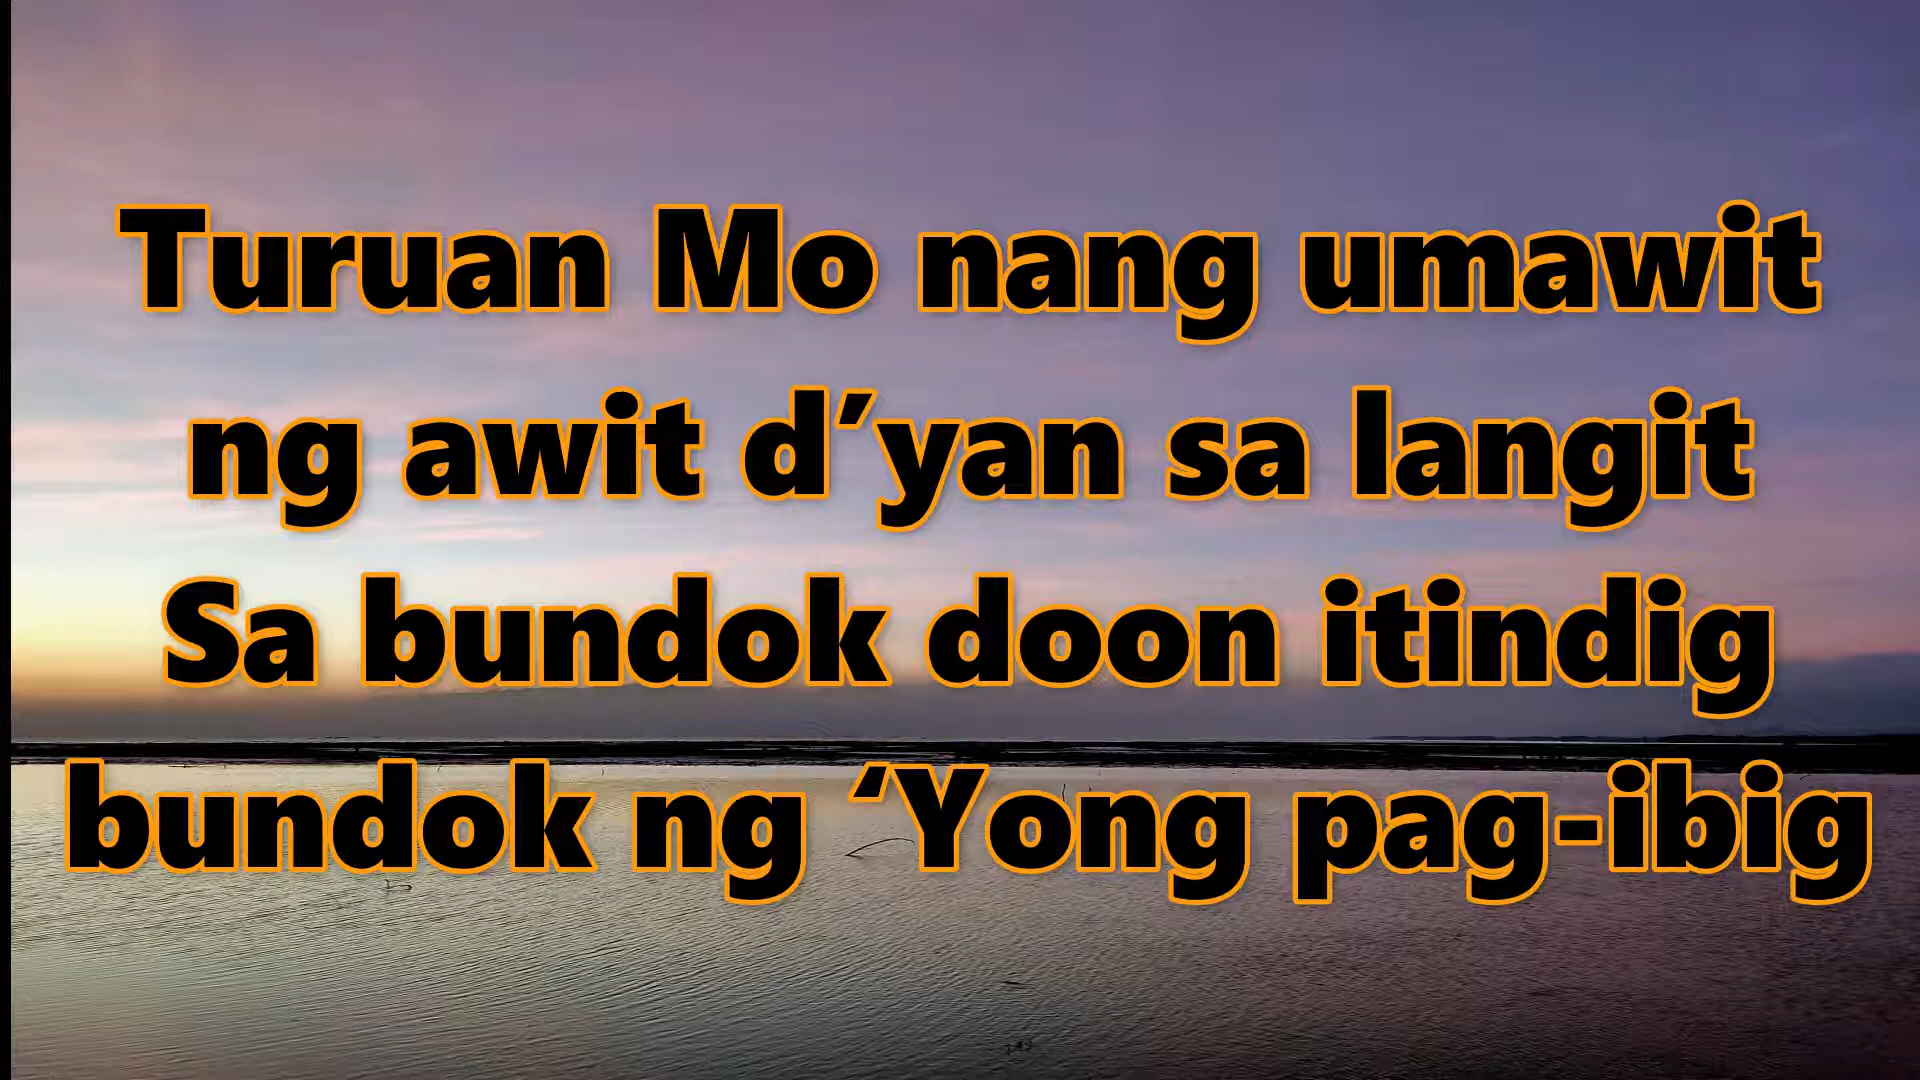 Turuan Mo nang umawit
ng awit d’yan sa langit
Sa bundok doon itindig
bundok ng ‘Yong pag-ibig